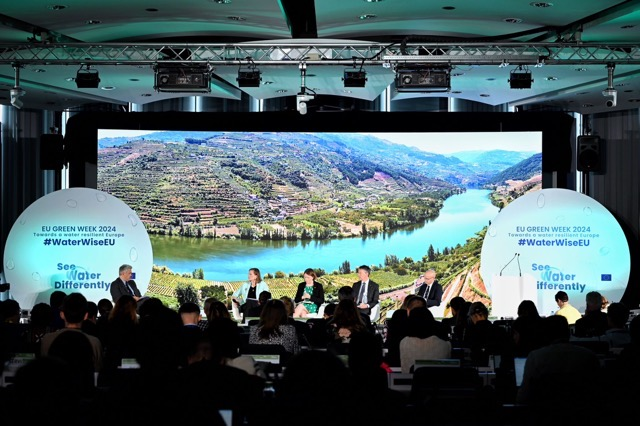 EU GREEN WEEK 2024
Towards a water resilient Europe
#WaterWiseEU
See
Water
Differently
EU GREEN WEEK 2024
Towards a water resilient Europe
#WaterWiseEU
See
Water
Differently